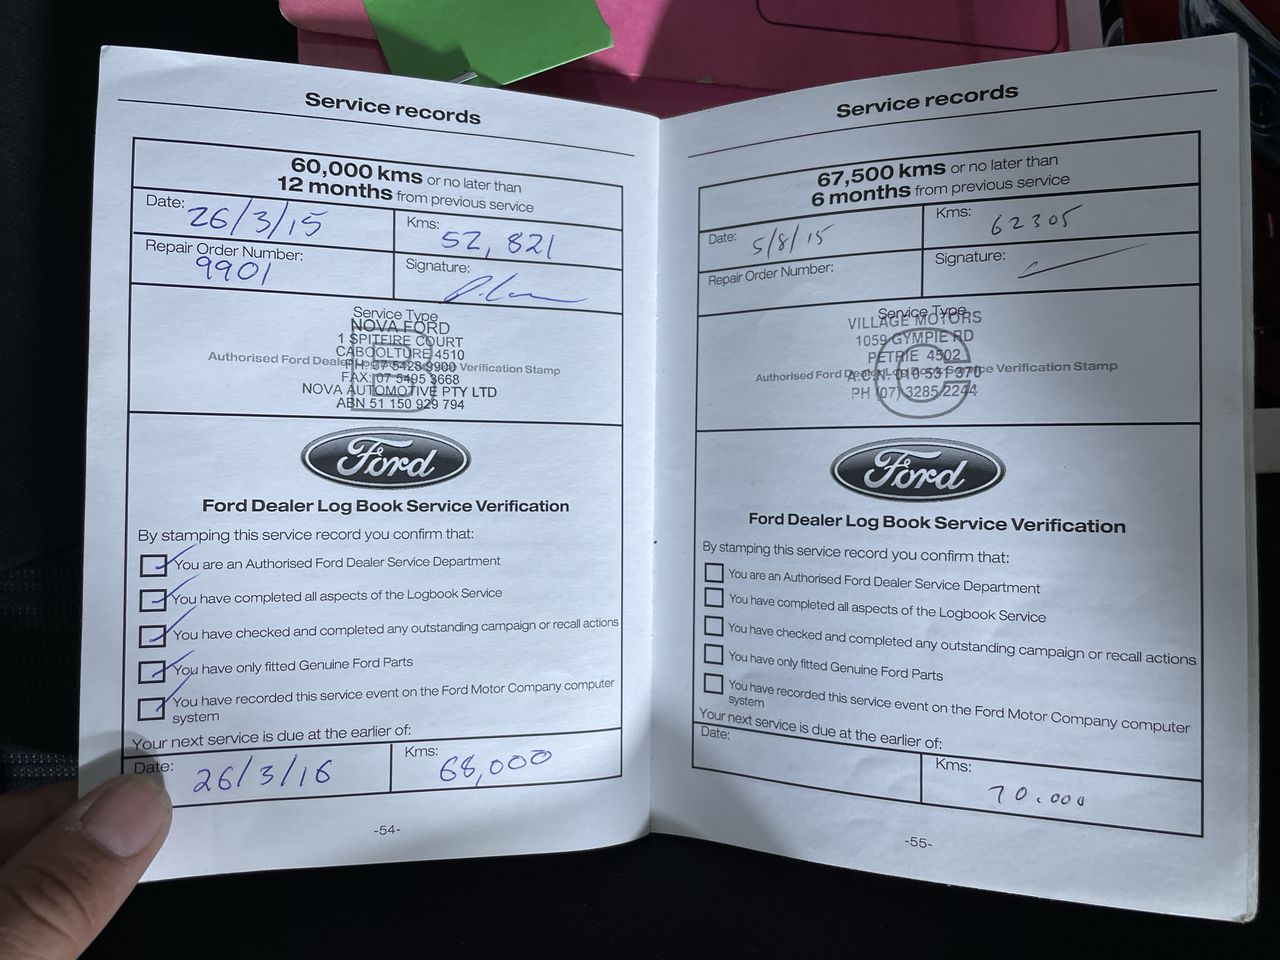 Service records
60,000 kms or no later than
12 months from previous service
Date: 26/3/15
Kms: 52,821
Repair Order Number: 9901
Signature:
Service Type
B
NOVA FORD
1 SPITFIRE COURT
CABOOLTURE 4510
PH: 07 5428 9900
Authorised Ford Dealer Log Book Service Verification Stamp
FAX: 07 5495 3668
NOVA AUTOMOTIVE PTY LTD
ABN 51 150 929 794
Ford
Ford Dealer Log Book Service Verification
By stamping this service record you confirm that:
You are an Authorised Ford Dealer Service Department
You have completed all aspects of the Logbook Service
You have checked and completed any outstanding campaign or recall actions
You have only fitted Genuine Ford Parts
You have recorded this service event on the Ford Motor Company computer
system
Your next service is due at the earlier of:
Date: 26/3/16
Kms: 68,000
-54-
Service records
67,500 kms or no later than
6 months from previous service
Date: 5/8/15
Kms: 62305
Repair Order Number:
Signature:
Service Type
C
VILLAGE MOTORS
1059 GYMPIE RD
PETRIE 4502
Authorised Ford Dealer Log Book Service Verification Stamp
A.C.N. 010 531 370
PH (07) 3285 2244
Ford
Ford Dealer Log Book Service Verification
By stamping this service record you confirm that:
You are an Authorised Ford Dealer Service Department
You have completed all aspects of the Logbook Service
You have checked and completed any outstanding campaign or recall actions
You have only fitted Genuine Ford Parts
You have recorded this service event on the Ford Motor Company computer
system
Your next service is due at the earlier of:
Date:
Kms: 70.000
-55-